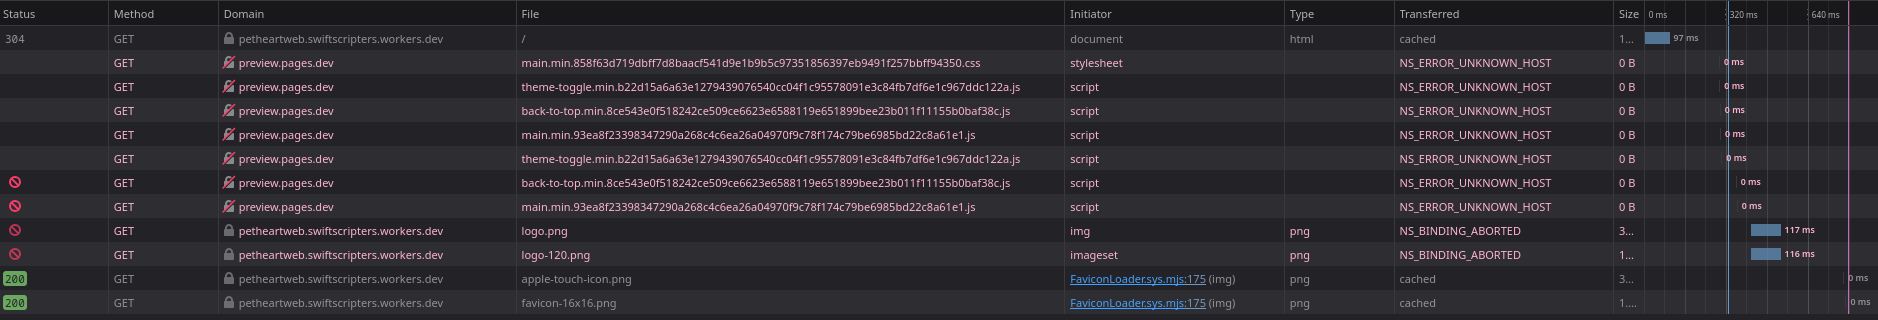 Status Method Domain File Initiator Type Transferred Size 0 ms 320 ms 640 ms
304 GET petheartweb.swiftscripters.workers.dev / document html cached 1... 97 ms
GET preview.pages.dev main.min.858f63d719dbff7d8baacf541d9e1b9b5c97351856397eb9491f257bbff94350.css stylesheet NS_ERROR_UNKNOWN_HOST 0 B 0 ms
GET preview.pages.dev theme-toggle.min.b22d15a6a63e1279439076540cc04f1c95578091e3c84fb7df6e1c967ddc122a.js script NS_ERROR_UNKNOWN_HOST 0 B 0 ms
GET preview.pages.dev back-to-top.min.8ce543e0f518242ce509ce6623e6588119e651899bee23b011f11155b0baf38c.js script NS_ERROR_UNKNOWN_HOST 0 B 0 ms
GET preview.pages.dev main.min.93ea8f23398347290a268c4c6ea26a04970f9c78f174c79be6985bd22c8a61e1.js script NS_ERROR_UNKNOWN_HOST 0 B 0 ms
GET preview.pages.dev theme-toggle.min.b22d15a6a63e1279439076540cc04f1c95578091e3c84fb7df6e1c967ddc122a.js script NS_ERROR_UNKNOWN_HOST 0 B 0 ms
GET preview.pages.dev back-to-top.min.8ce543e0f518242ce509ce6623e6588119e651899bee23b011f11155b0baf38c.js script NS_ERROR_UNKNOWN_HOST 0 B 0 ms
GET preview.pages.dev main.min.93ea8f23398347290a268c4c6ea26a04970f9c78f174c79be6985bd22c8a61e1.js script NS_ERROR_UNKNOWN_HOST 0 B 0 ms
GET petheartweb.swiftscripters.workers.dev logo.png img png NS_BINDING_ABORTED 3... 117 ms
GET petheartweb.swiftscripters.workers.dev logo-120.png imageset png NS_BINDING_ABORTED 1... 116 ms
200 GET petheartweb.swiftscripters.workers.dev apple-touch-icon.png FaviconLoader.sys.mjs:175 (img) png cached 3... 0 ms
200 GET petheartweb.swiftscripters.workers.dev favicon-16x16.png FaviconLoader.sys.mjs:175 (img) png cached 1.... 0 ms